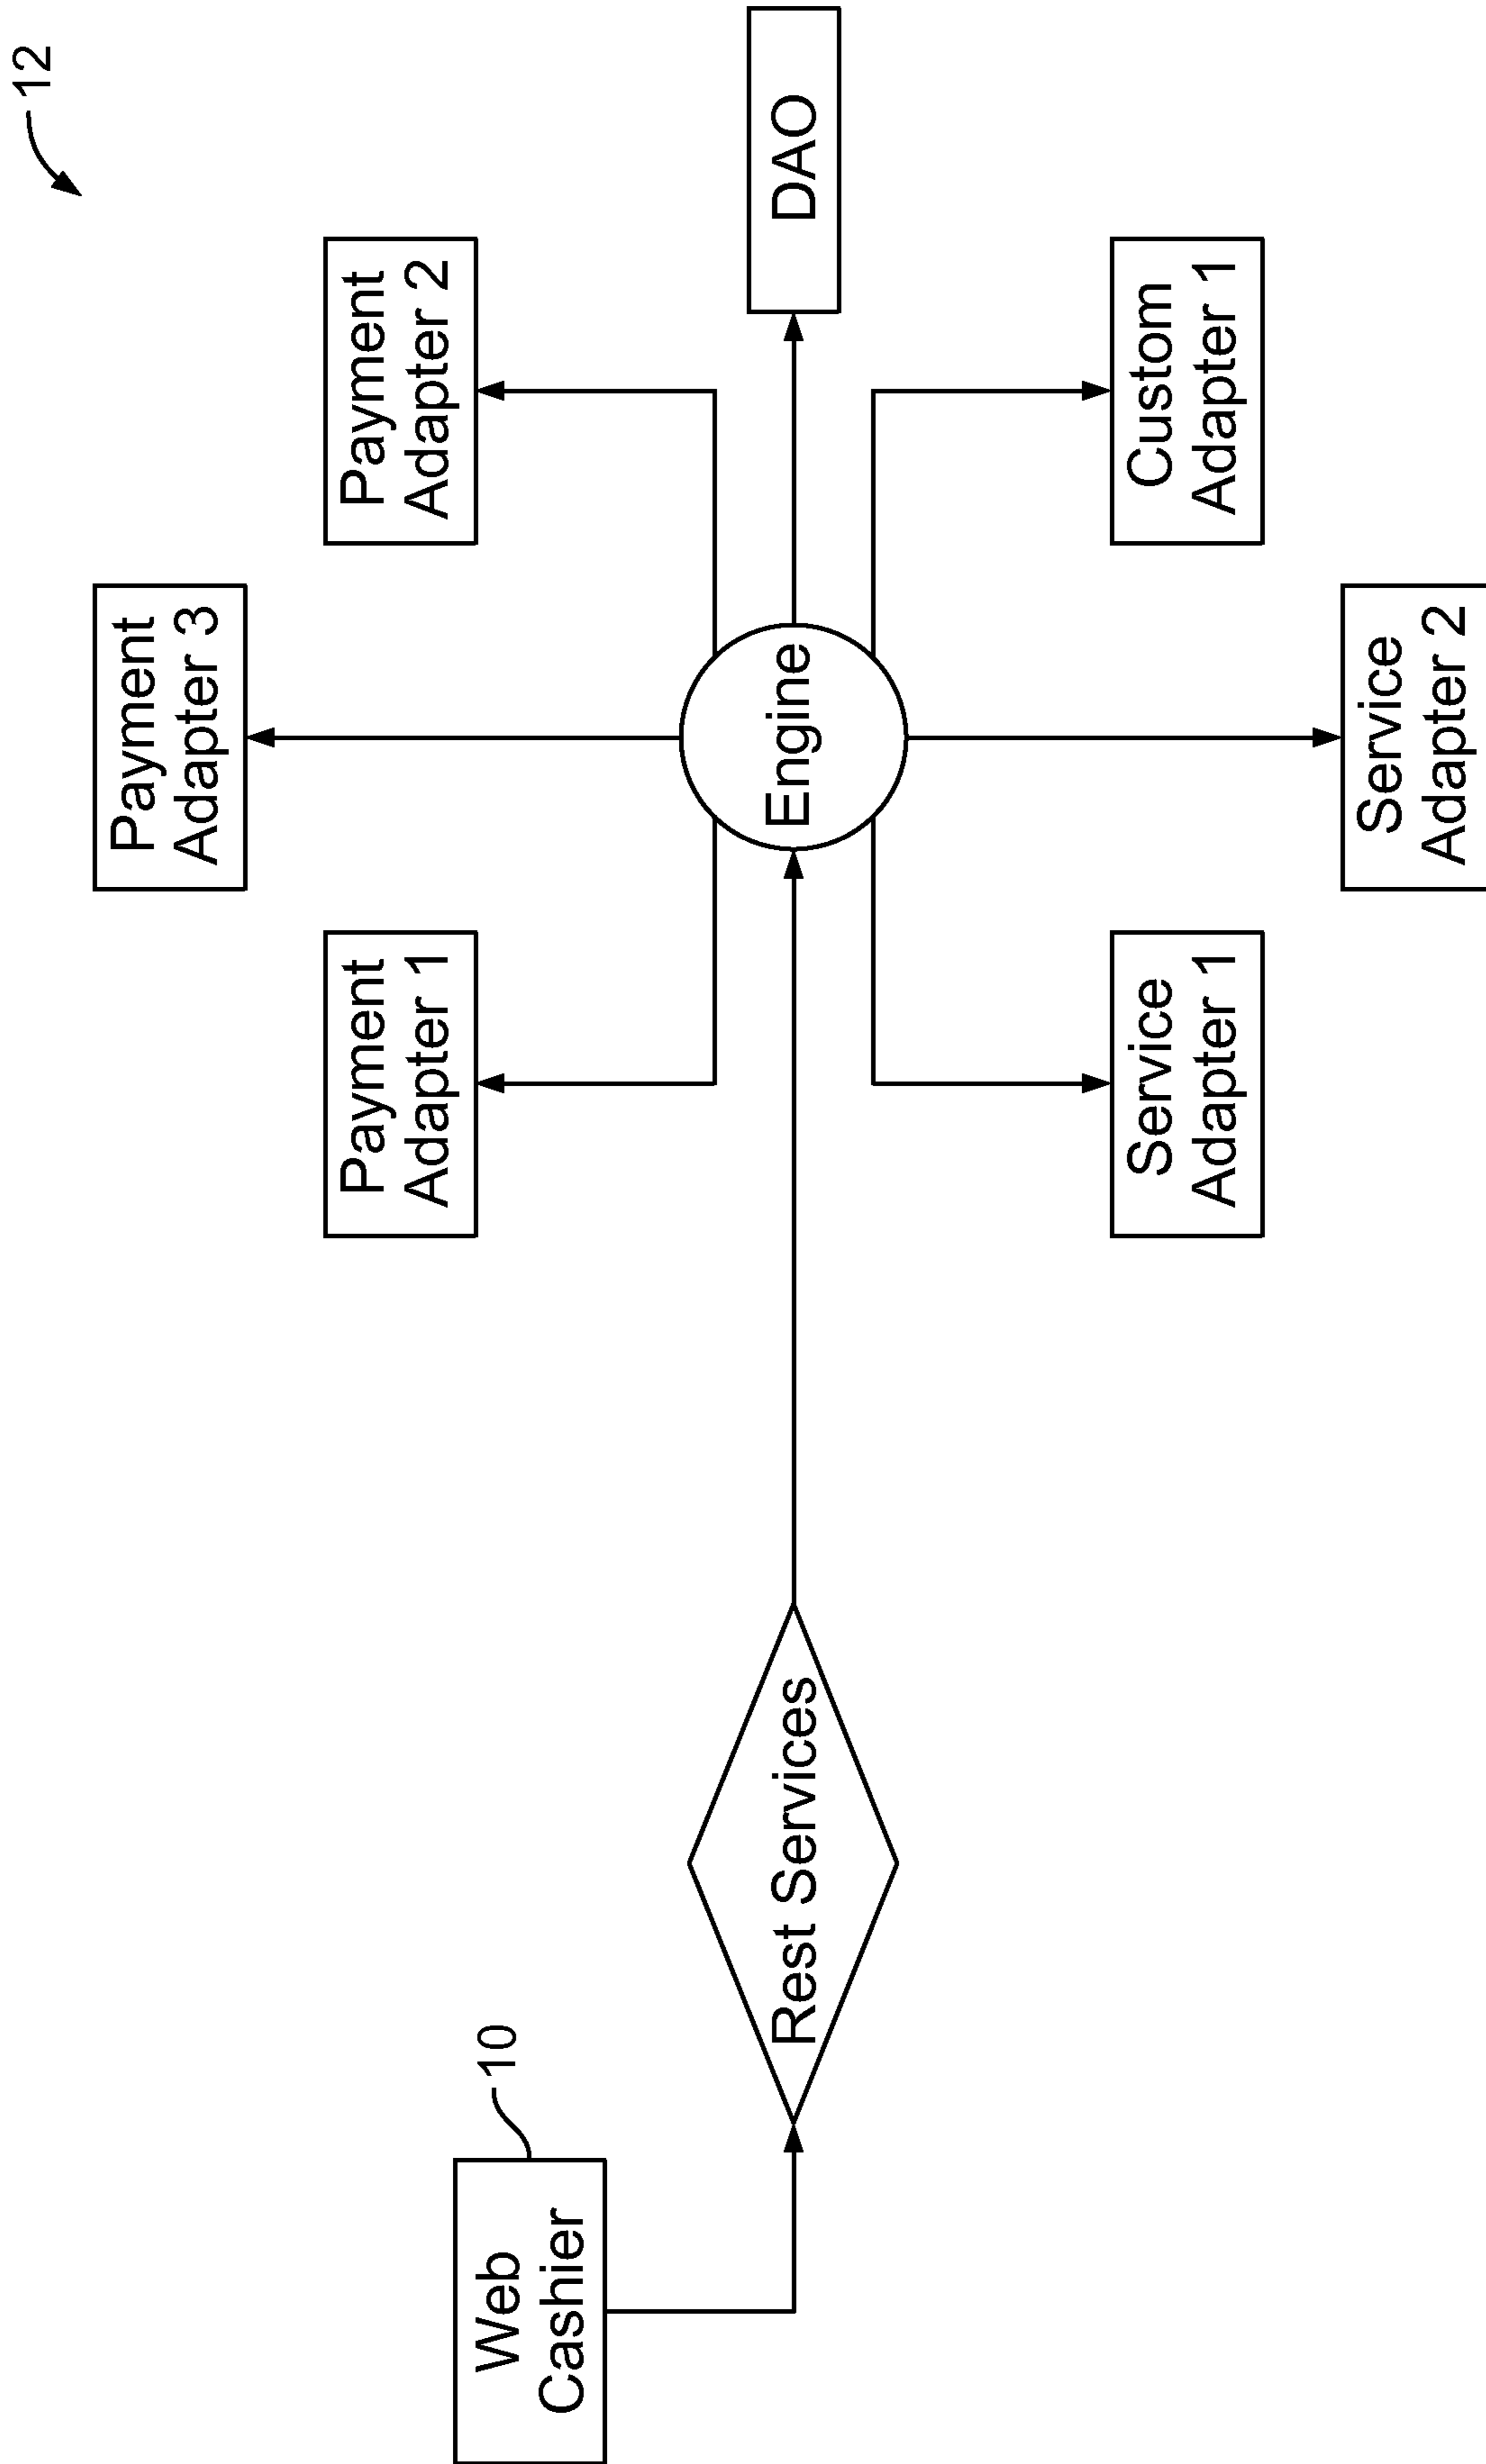 12
Payment
Adapter 3
Payment
Adapter 1
Payment
Adapter 2
Web
Cashier
10
Rest Services
Engine
DAO
Service
Adapter 1
Custom
Adapter 1
Service
Adapter 2